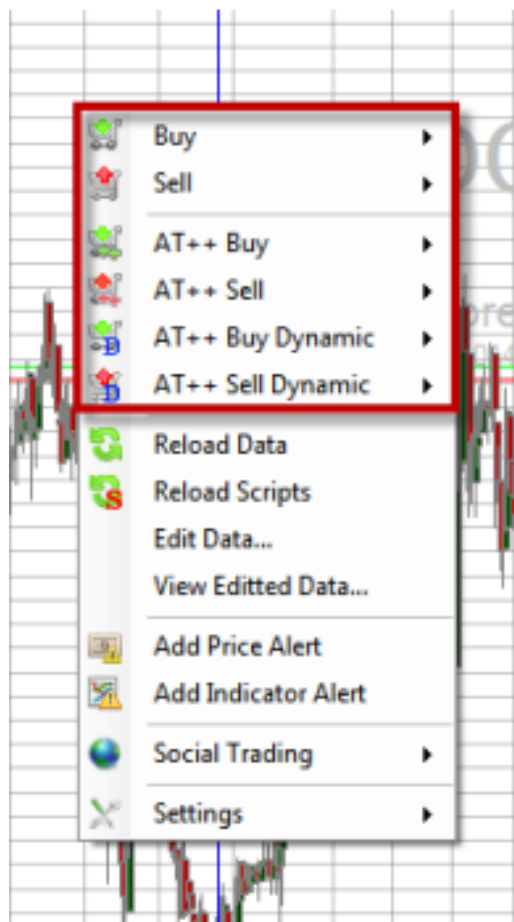 Buy
Sell
AT++ Buy
AT++ Sell
AT++ Buy Dynamic
AT++ Sell Dynamic
Reload Data
Reload Scripts
Edit Data...
View Editted Data...
Add Price Alert
Add Indicator Alert
Social Trading
Settings